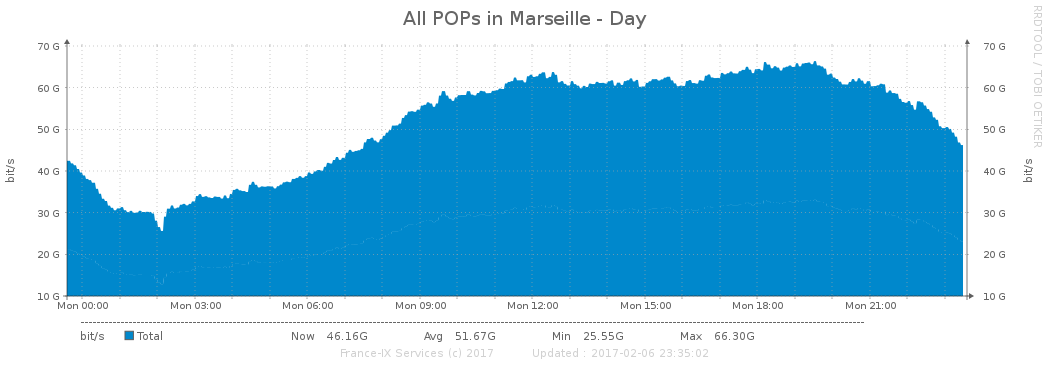 All POPs in Marseille - Day
RRDTOOL / TOBI OETIKER
70 G 70 G
60 G 60 G
50 G 50 G
40 G 40 G
30 G 30 G
20 G 20 G
10 G 10 G
bit/s
bit/s
Mon 00:00 Mon 03:00 Mon 06:00 Mon 09:00 Mon 12:00 Mon 15:00 Mon 18:00 Mon 21:00
bit/s Total Now 46.16G Avg 51.67G Min 25.55G Max 66.30G
France-IX Services (c) 2017 Updated : 2017-02-06 23:35:02